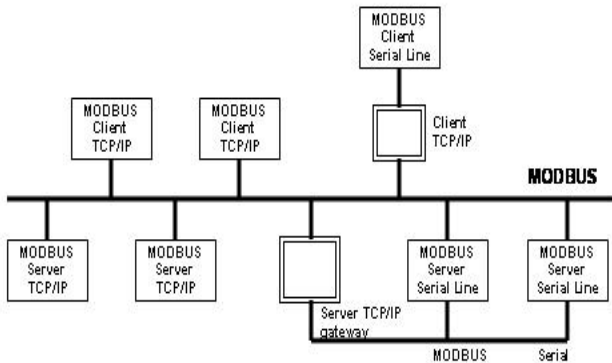 MODBUS
Client
Serial Line
MODBUS
Client
TCP/IP
MODBUS
Client
TCP/IP
Client
TCP/IP
MODBUS
MODBUS
Server
TCP/IP
MODBUS
Server
TCP/IP
Server TCP/IP
gateway
MODBUS
Server
Serial Line
MODBUS
Server
Serial Line
MODBUS
Serial